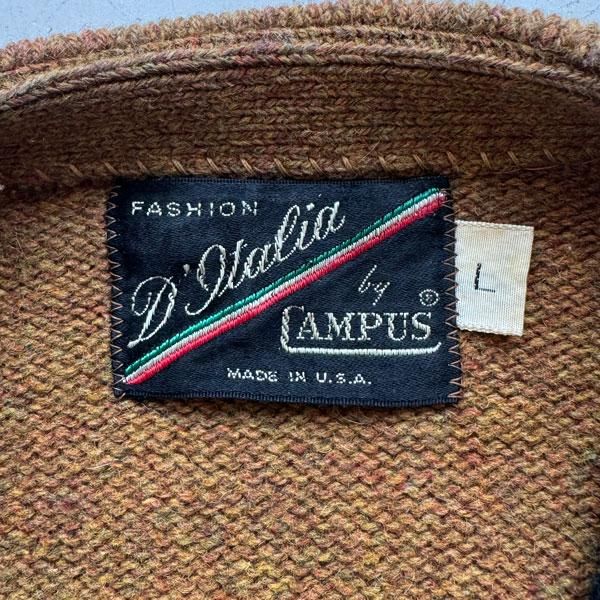 FASHION
D'Italia
by
CAMPUS®
MADE IN U.S.A.
L